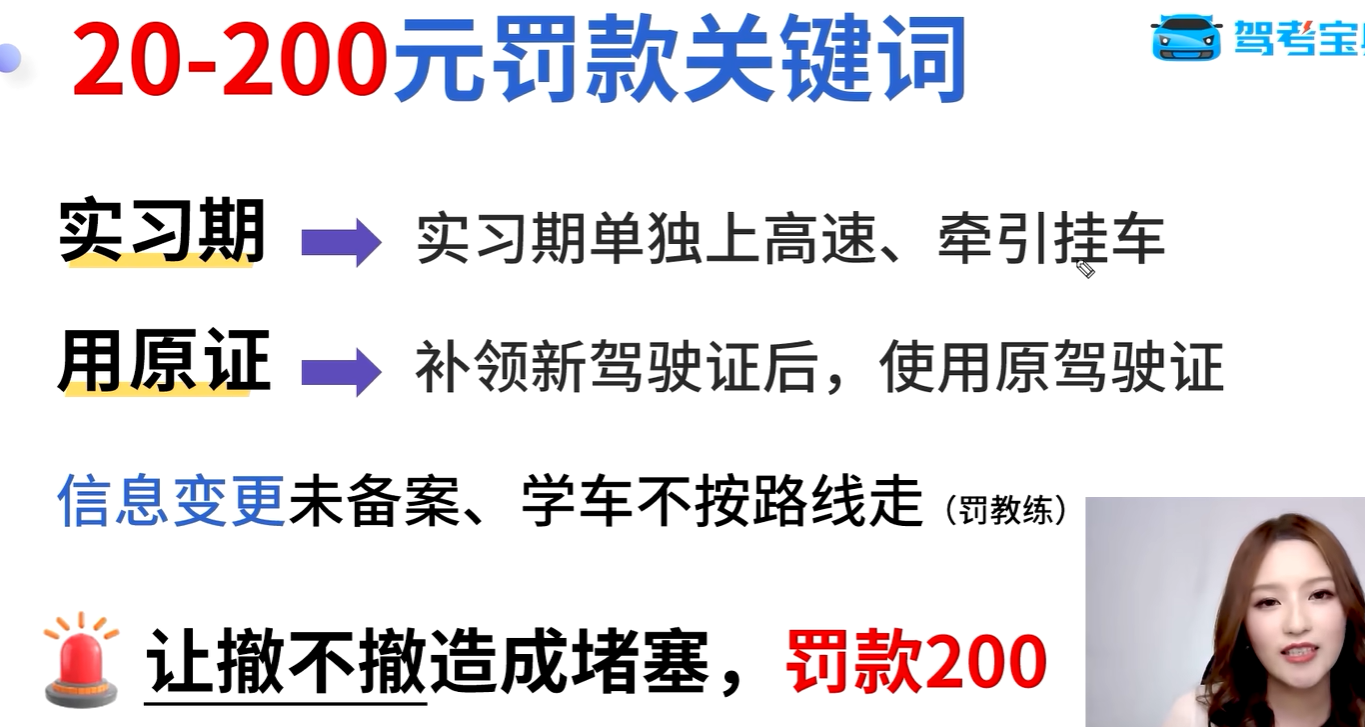 20-200元罚款关键词
驾考宝
实习期 实习期单独上高速、牵引挂车
用原证 补领新驾驶证后，使用原驾驶证
信息变更未备案、学车不按路线走（罚教练）
让撤不撤造成堵塞，罚款200